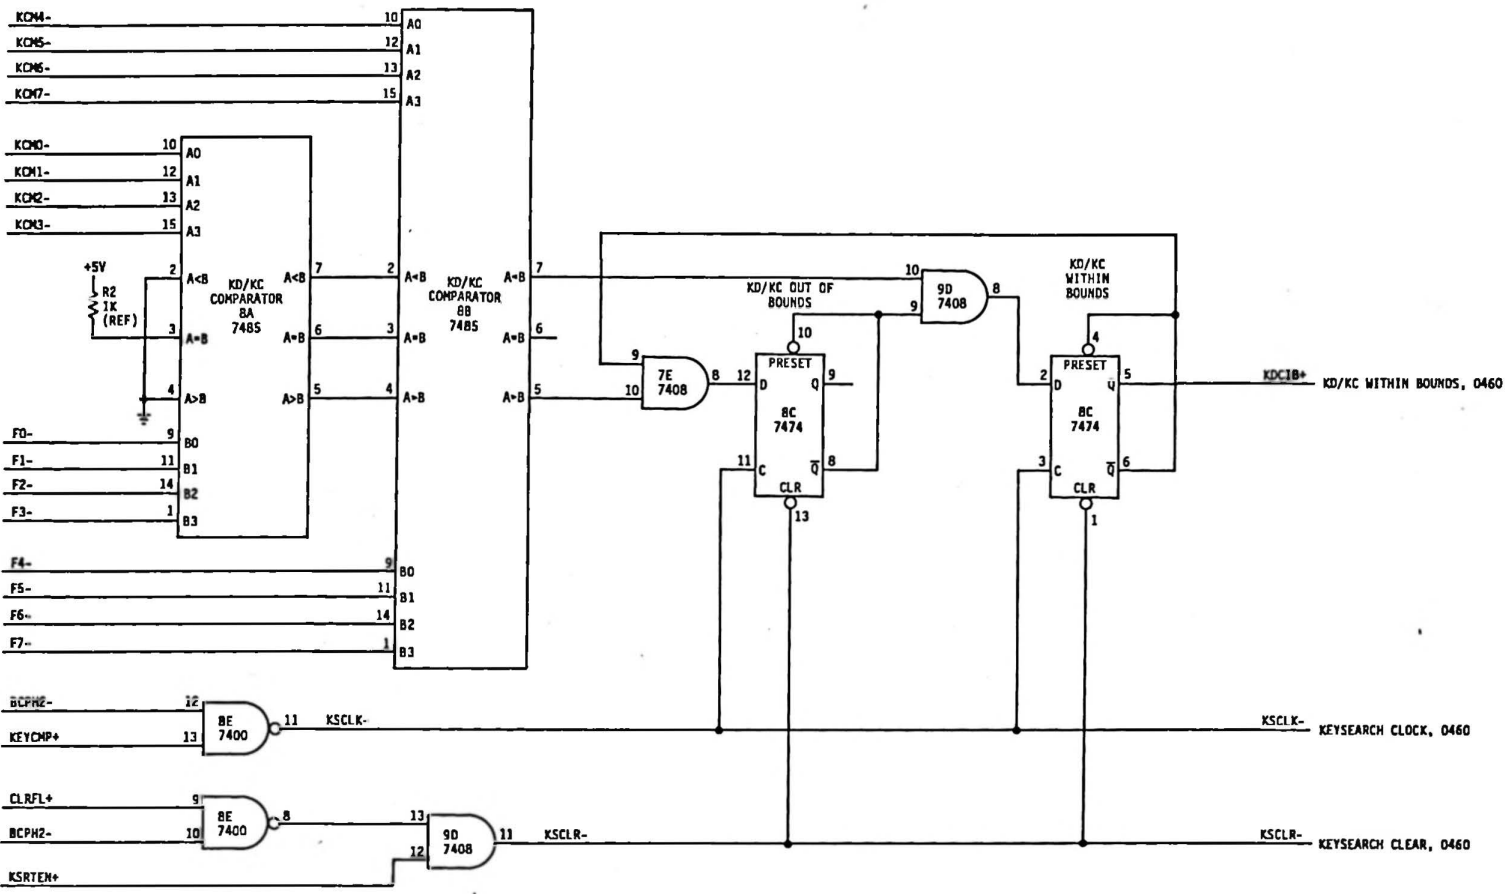 KCM4- 10 A0
KCM5- 12 A1
KCM6- 13 A2
KCM7- 15 A3
KCM0- 10 A0
KCM1- 12 A1
KCM2- 13 A2
KCM3- 15 A3
+5V
R2
1K
(REF)
2 A<B
3 A=B
4 A>B
KD/KC
COMPARATOR
8A
7485
A<B 7
A=B 6
A>B 5
F0- 9 B0
F1- 11 B1
F2- 14 B2
F3- 1 B3
2 A<B
3 A=B
4 A>B
KD/KC
COMPARATOR
8B
7485
A<B 7
A=B 6
A>B 5
F4- 9 B0
F5- 11 B1
F6- 14 B2
F7- 1 B3
9
10
7E
7408
8
KD/KC OUT OF
BOUNDS
10
PRESET
12 D
Q 9
8C
7474
11 C
Q 8
CLR
13
10
9
9D
7408
8
KD/KC
WITHIN
BOUNDS
4
PRESET
2 D
Q 5
8C
7474
3 C
Q 6
CLR
1
KDCIB+ KD/KC WITHIN BOUNDS, 0460
BCPH2- 12
KEYCMP+ 13
8E
7400
11 KSCLK-
KSCLK- KEYSEARCH CLOCK, 0460
CLRFL+ 9
BCPH2- 10
8E
7400
8
13
12
9D
7408
11 KSCLR-
KSCLR- KEYSEARCH CLEAR, 0460
KSRTEN+